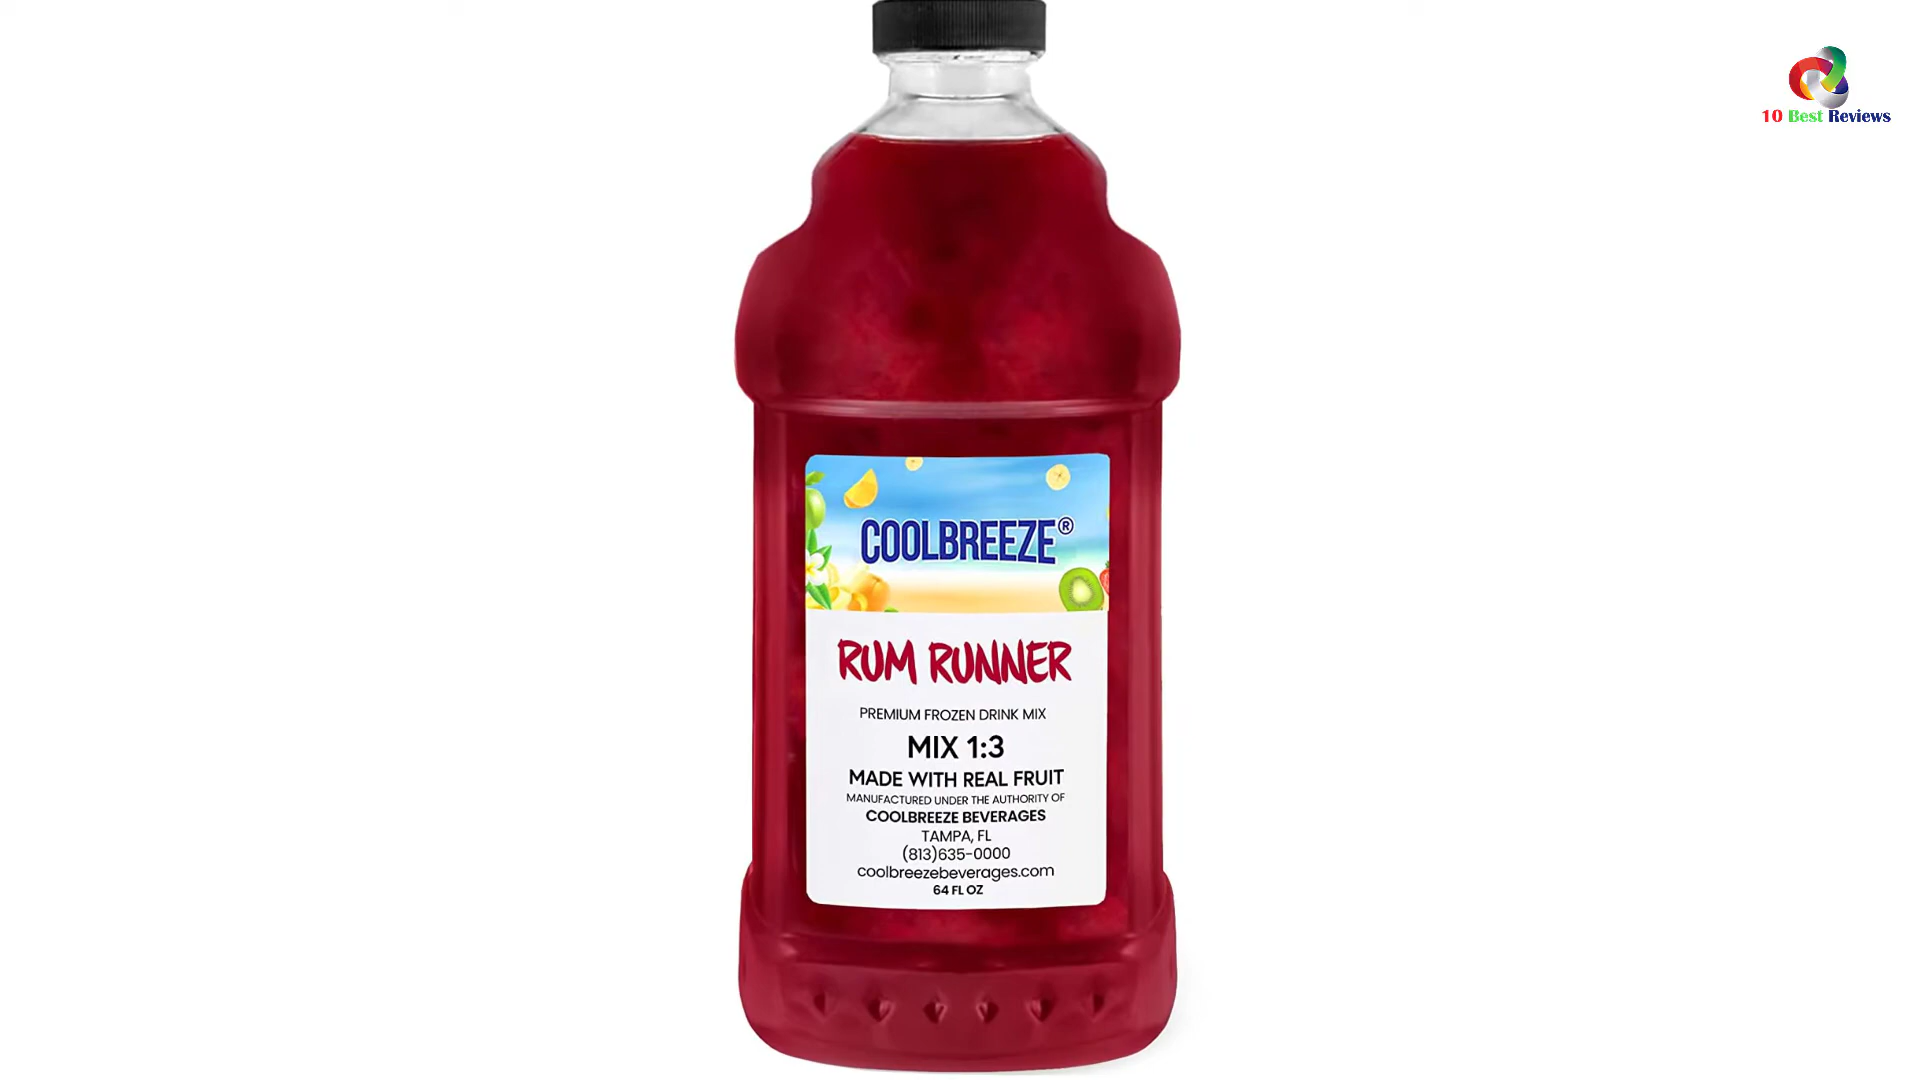 10 Best Reviews
COOLBREEZE®
RUM RUNNER
PREMIUM FROZEN DRINK MIX
MIX 1:3
MADE WITH REAL FRUIT
MANUFACTURED UNDER THE AUTHORITY OF
COOLBREEZE BEVERAGES
TAMPA, FL
(813)635-0000
coolbreezebeverages.com
64 FL OZ